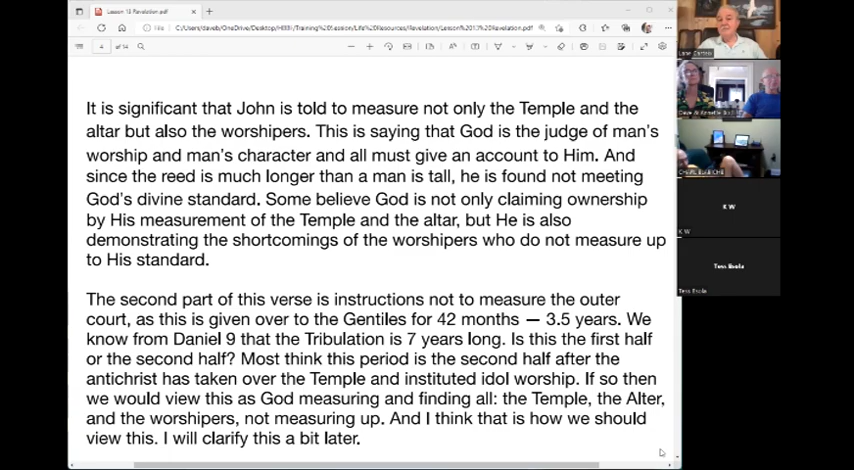 Lesson 13 Revelation.pdf
File
4 of 14
It is significant that John is told to measure not only the Temple and the
altar but also the worshipers. This is saying that God is the judge of man's
worship and man's character and all must give an account to Him. And
since the reed is much longer than a man is tall, he is found not meeting
God's divine standard. Some believe God is not only claiming ownership
by His measurement of the Temple and the altar, but He is also
demonstrating the shortcomings of the worshipers who do not measure up
to His standard.
The second part of this verse is instructions not to measure the outer
court, as this is given over to the Gentiles for 42 months — 3.5 years. We
know from Daniel 9 that the Tribulation is 7 years long. Is this the first half
or the second half? Most think this period is the second half after the
antichrist has taken over the Temple and instituted idol worship. If so then
we would view this as God measuring and finding all: the Temple, the Alter,
and the worshipers, not measuring up. And I think that is how we should
view this. I will clarify this a bit later.
K W
K W